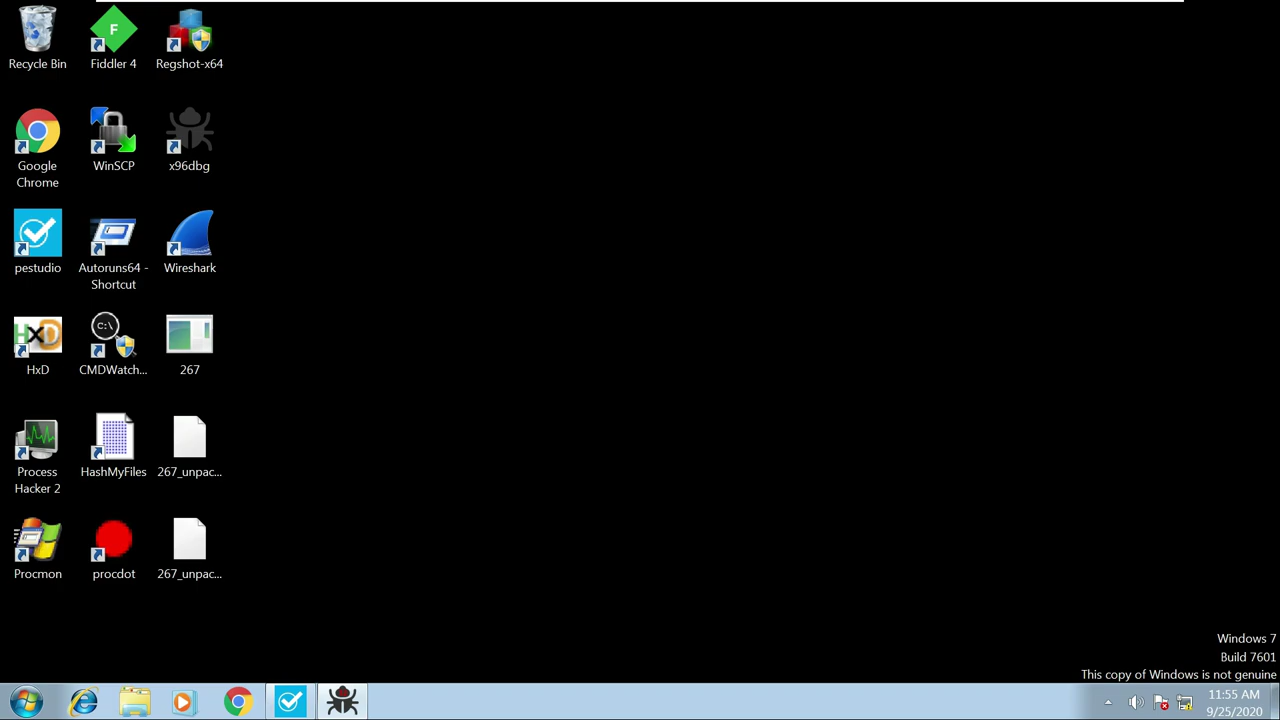 Recycle Bin
Fiddler 4
F
Regshot-x64
Google
Chrome
WinSCP
x96dbg
pestudio
Autoruns64 -
Shortcut
Wireshark
HxD
HxD
C:\
CMDWatch...
267
Process
Hacker 2
HashMyFiles
267_unpac...
Procmon
procdot
267_unpac...
Windows 7
Build 7601
This copy of Windows is not genuine
11:55 AM
9/25/2020